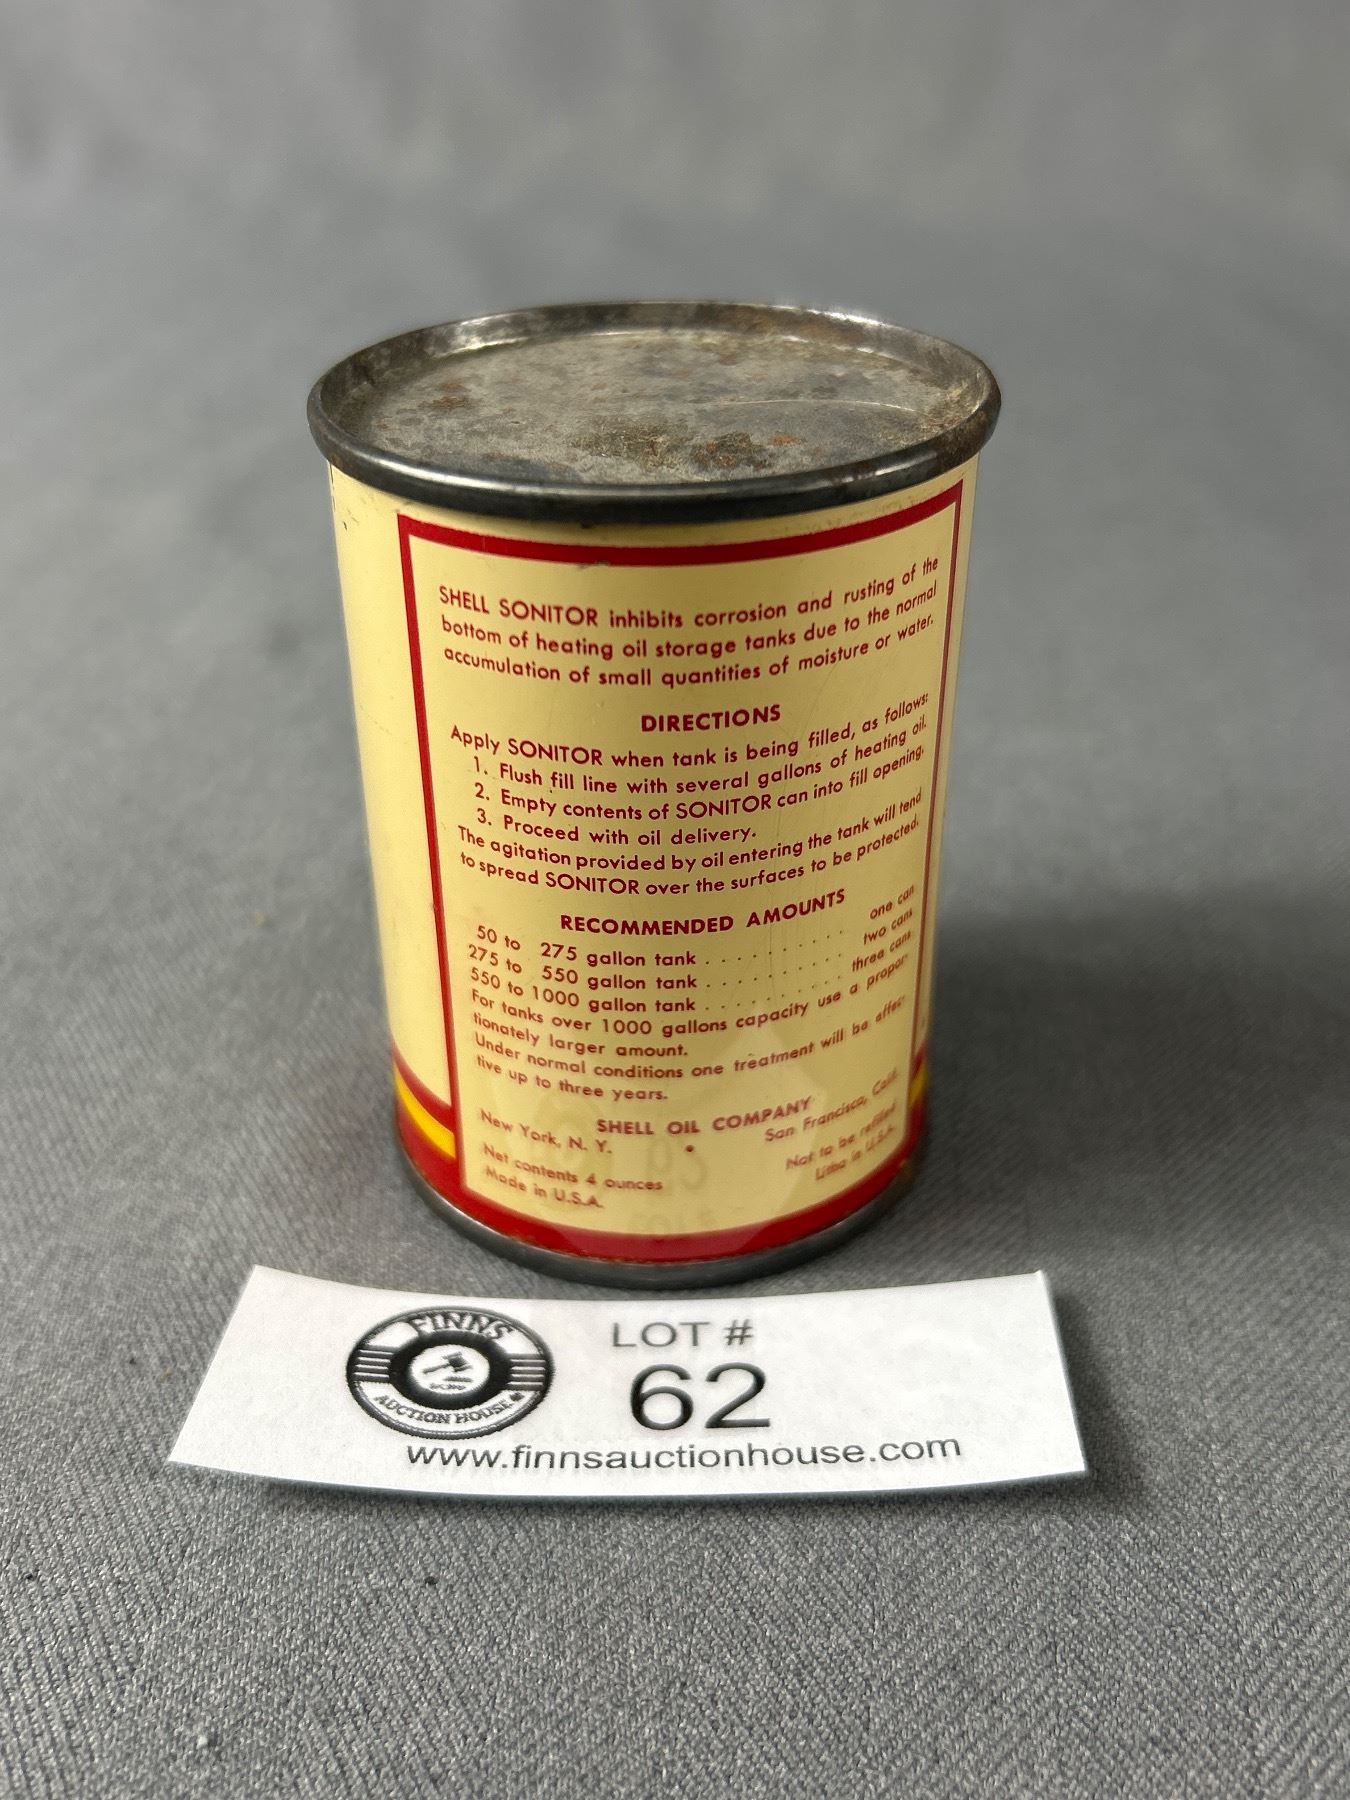 SHELL SONITOR inhibits corrosion and rusting of the
bottom of heating oil storage tanks due to the normal
accumulation of small quantities of moisture or water.
DIRECTIONS
Apply SONITOR when tank is being filled, as follows:
1. Flush fill line with several gallons of heating oil.
2. Empty contents of SONITOR can into fill opening.
3. Proceed with oil delivery.
The agitation provided by oil entering the tank will tend
to spread SONITOR over the surfaces to be protected.
RECOMMENDED AMOUNTS
50 to 275 gallon tank . . . . . . . . . . one can
275 to 550 gallon tank . . . . . . . . . . two cans
550 to 1000 gallon tank . . . . . . . . . . three cans
For tanks over 1000 gallons capacity use a propor-
tionately larger amount.
Under normal conditions one treatment will be effec-
tive up to three years.
SHELL OIL COMPANY
New York, N. Y. • San Francisco, Calif.
Net contents 4 ounces Not to be refilled
Made in U.S.A. Litho in U.S.A.
FINNS
AUCTION HOUSE
LOT #
62
www.finnsauctionhouse.com